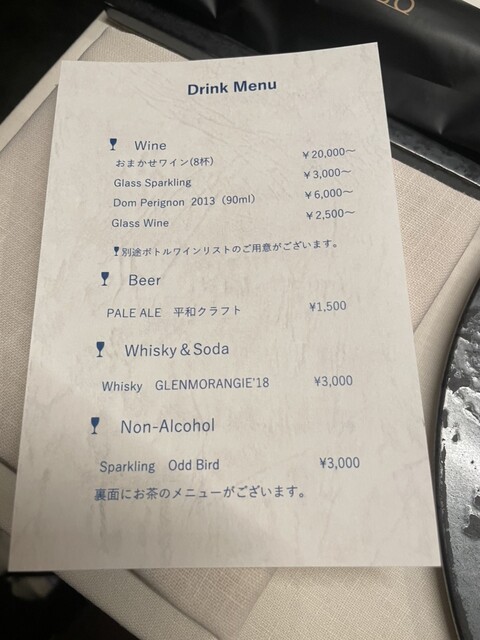 Drink Menu
Wine
おまかせワイン(8杯) ¥20,000～
Glass Sparkling ¥3,000～
Dom Perignon 2013 (90ml) ¥6,000～
Glass Wine ¥2,500～
別途ボトルワインリストのご用意がございます。
Beer
PALE ALE 平和クラフト ¥1,500
Whisky＆Soda
Whisky GLENMORANGIE'18 ¥3,000
Non-Alcohol
Sparkling Odd Bird ¥3,000
裏面にお茶のメニューがございます。